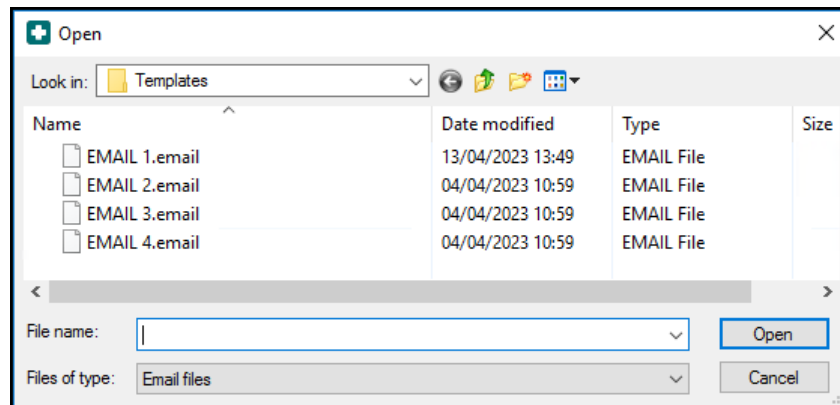 Open
Look in: Templates
Name Date modified Type Size
EMAIL 1.email 13/04/2023 13:49 EMAIL File
EMAIL 2.email 04/04/2023 10:59 EMAIL File
EMAIL 3.email 04/04/2023 10:59 EMAIL File
EMAIL 4.email 04/04/2023 10:59 EMAIL File
File name: Open
Files of type: Email files Cancel